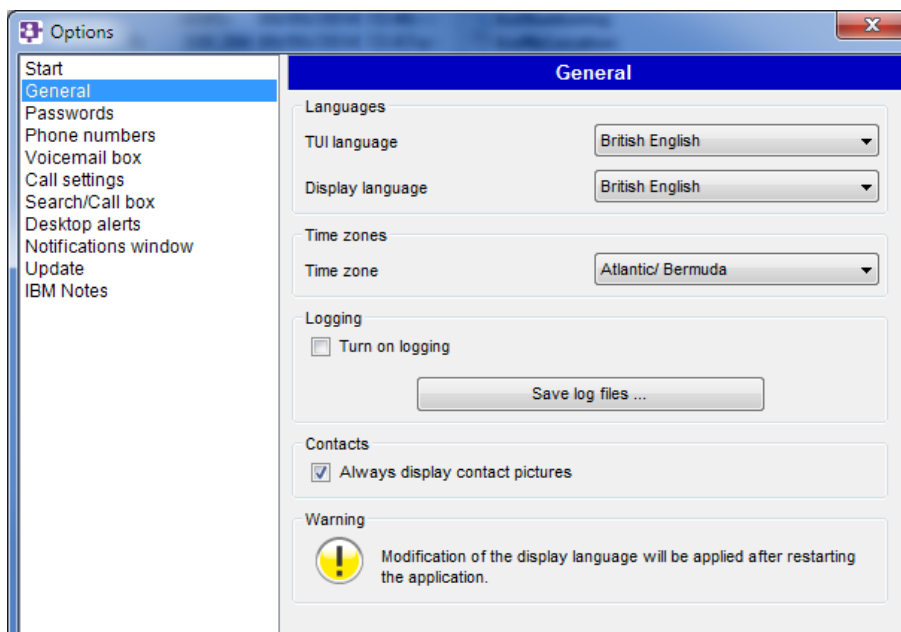 Options
Start
General
Passwords
Phone numbers
Voicemail box
Call settings
Search/Call box
Desktop alerts
Notifications window
Update
IBM Notes
General
Languages
TUI language
British English
Display language
British English
Time zones
Time zone
Atlantic/ Bermuda
Logging
Turn on logging
Save log files ...
Contacts
Always display contact pictures
Warning
Modification of the display language will be applied after restarting
the application.